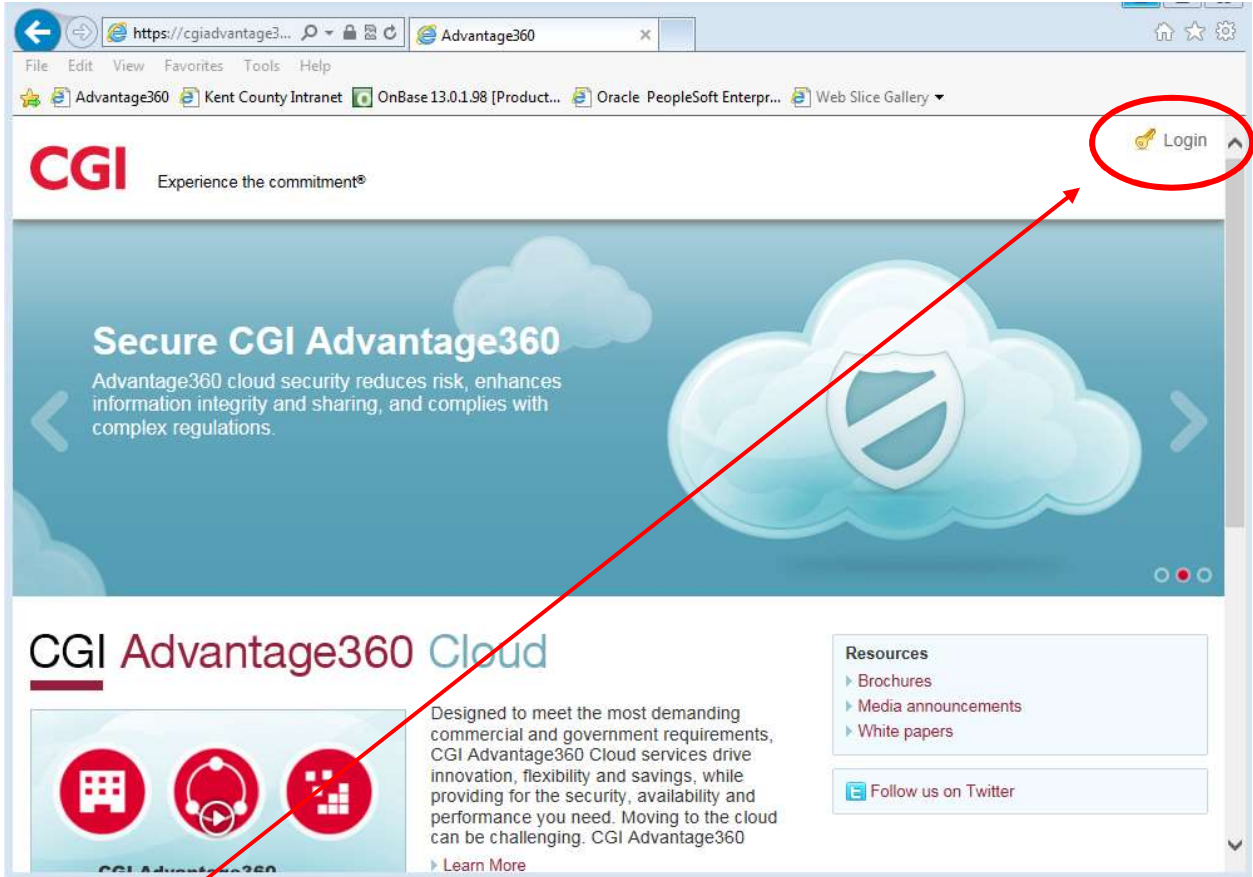 https://cgiadvantage3...
Advantage360
File Edit View Favorites Tools Help
Advantage360 Kent County Intranet OnBase 13.0.1.98 [Product... Oracle PeopleSoft Enterpr... Web Slice Gallery
Login
CGI Experience the commitment®
Secure CGI Advantage360
Advantage360 cloud security reduces risk, enhances
information integrity and sharing, and complies with
complex regulations.
CGI Advantage360 Cloud
CGI Advantage360
Designed to meet the most demanding
commercial and government requirements,
CGI Advantage360 Cloud services drive
innovation, flexibility and savings, while
providing for the security, availability and
performance you need. Moving to the cloud
can be challenging. CGI Advantage360
Learn More
Resources
Brochures
Media announcements
White papers
Follow us on Twitter